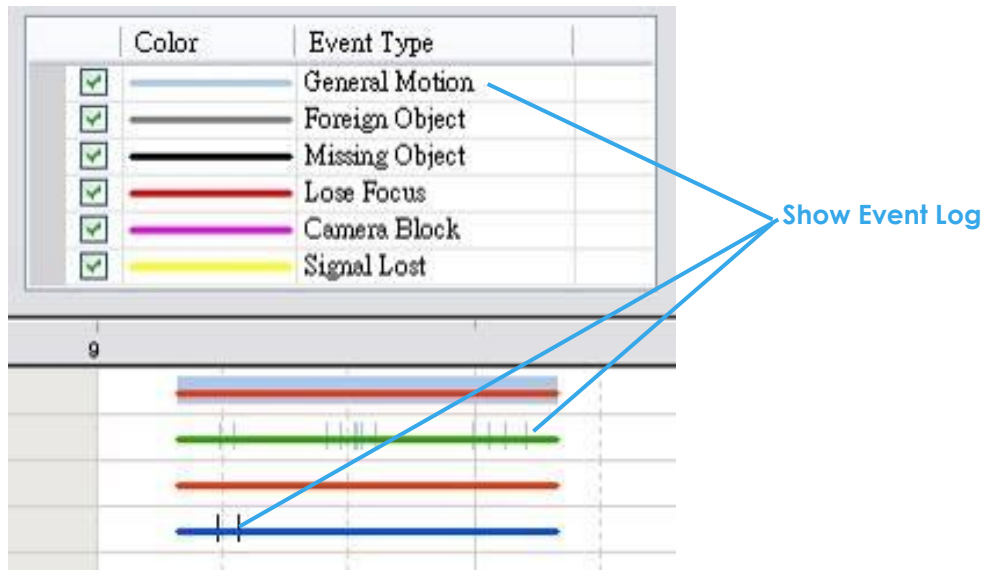 Color Event Type
General Motion
Foreign Object
Missing Object
Lose Focus
Camera Block
Signal Lost
Show Event Log
9